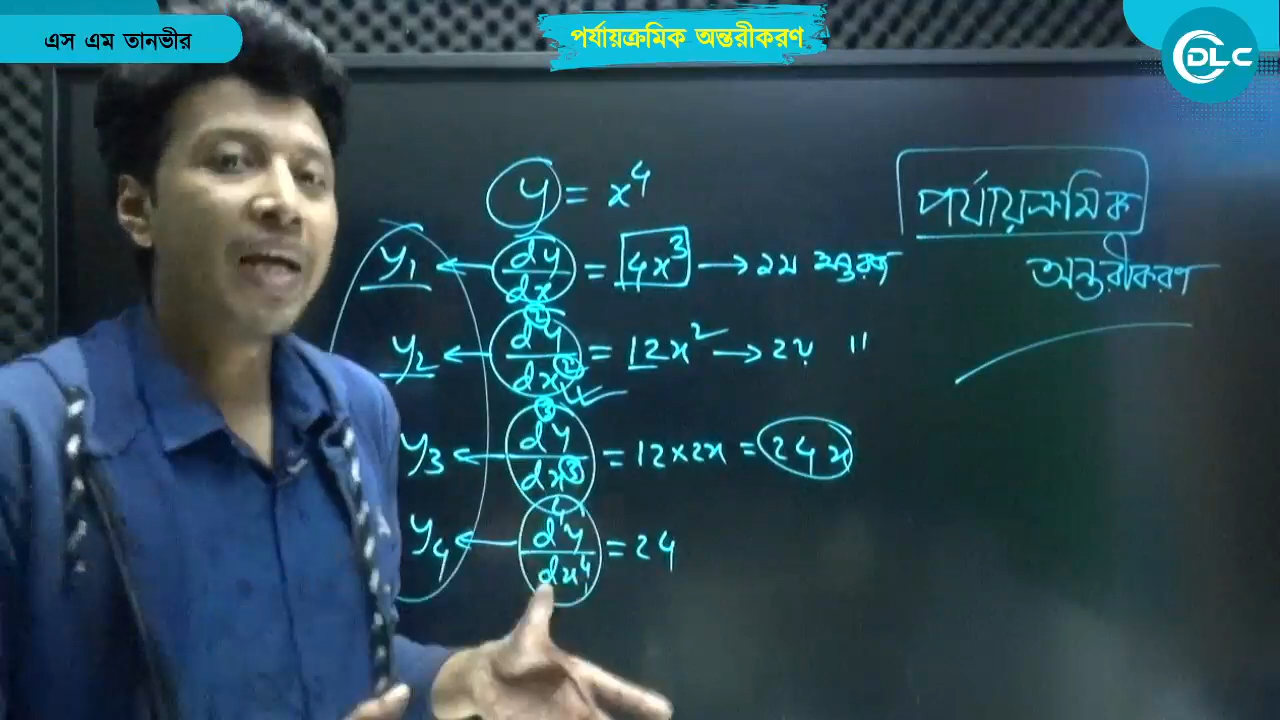 এস এম তানভীর
পর্যায়ক্রমিক অন্তরীকরণ
DLC
y = x⁴
y₁ ← dy/dx = 4x³ → ১ম অন্তরজ
y₂ ← d²y/dx² = 12x² → ২য় "
y₃ ← d³y/dx³ = 12×2x = 24x
y₄ ← d⁴y/dx⁴ = 24
পর্যায়ক্রমিক
অন্তরীকরণ